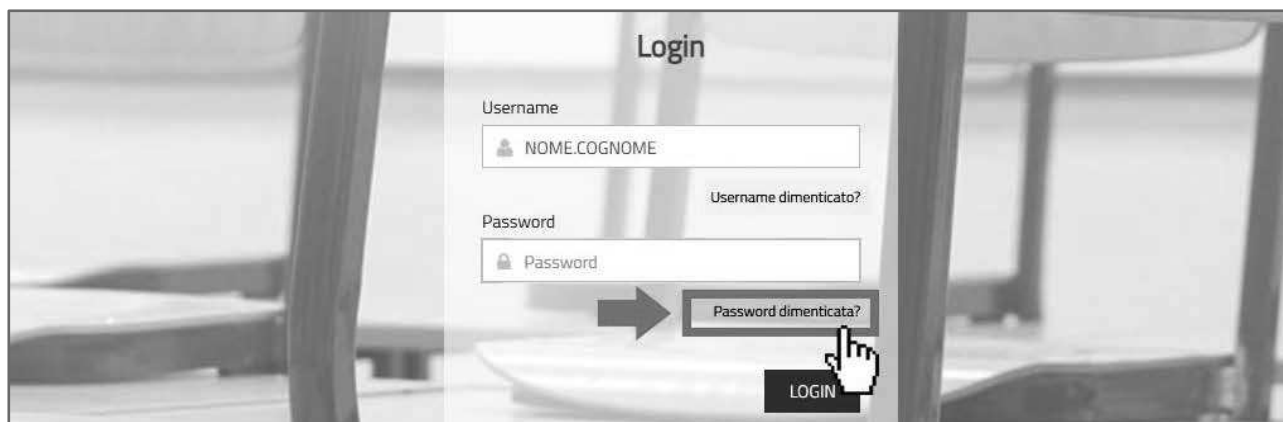 Login
Username
NOME.COGNOME
Username dimenticato?
Password
Password
Password dimenticata?
LOGIN